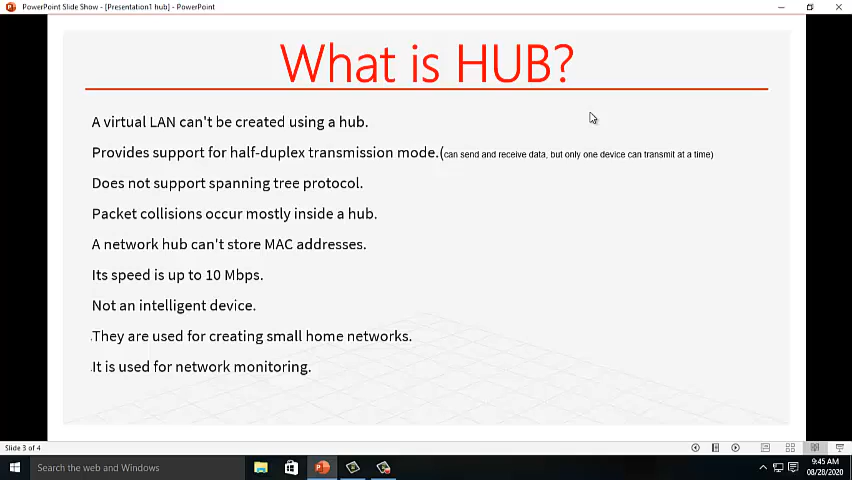 PowerPoint Slide Show - [Presentation1 hub] - PowerPoint
What is HUB?
A virtual LAN can't be created using a hub.
Provides support for half-duplex transmission mode.(can send and receive data, but only one device can transmit at a time)
Does not support spanning tree protocol.
Packet collisions occur mostly inside a hub.
A network hub can't store MAC addresses.
Its speed is up to 10 Mbps.
Not an intelligent device.
.They are used for creating small home networks.
.It is used for network monitoring.
Slide 3 of 4
Search the web and Windows
9:45 AM
08/28/2020